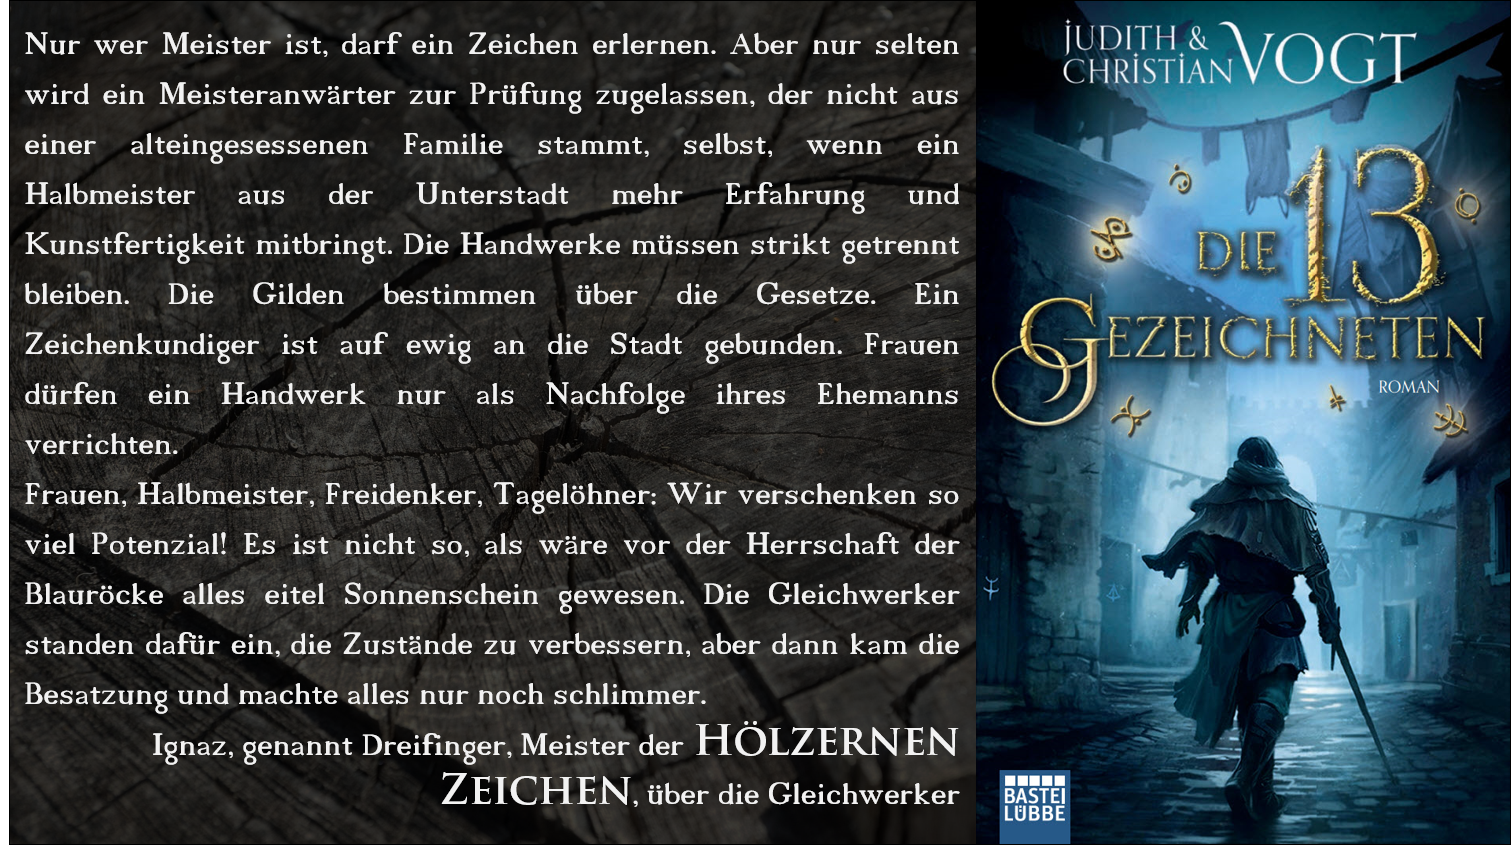 Nur wer Meister ist, darf ein Zeichen erlernen. Aber nur selten
wird ein Meisteranwärter zur Prüfung zugelassen, der nicht aus
einer alteingesessenen Familie stammt, selbst, wenn ein
Halbmeister aus der Unterstadt mehr Erfahrung und
Kunstfertigkeit mitbringt. Die Handwerke müssen strikt getrennt
bleiben. Die Gilden bestimmen über die Gesetze. Ein
Zeichenkundiger ist auf ewig an die Stadt gebunden. Frauen
dürfen ein Handwerk nur als Nachfolge ihres Ehemanns
verrichten.
Frauen, Halbmeister, Freidenker, Tagelöhner: Wir verschenken so
viel Potenzial! Es ist nicht so, als wäre vor der Herrschaft der
Blauröcke alles eitel Sonnenschein gewesen. Die Gleichwerker
standen dafür ein, die Zustände zu verbessern, aber dann kam die
Besatzung und machte alles nur noch schlimmer.
Ignaz, genannt Dreifinger, Meister der HÖLZERNEN
ZEICHEN, über die Gleichwerker
JUDITH &
CHRISTIAN VOGT
DIE 13
GEZEICHNETEN
ROMAN
BASTEI
LÜBBE